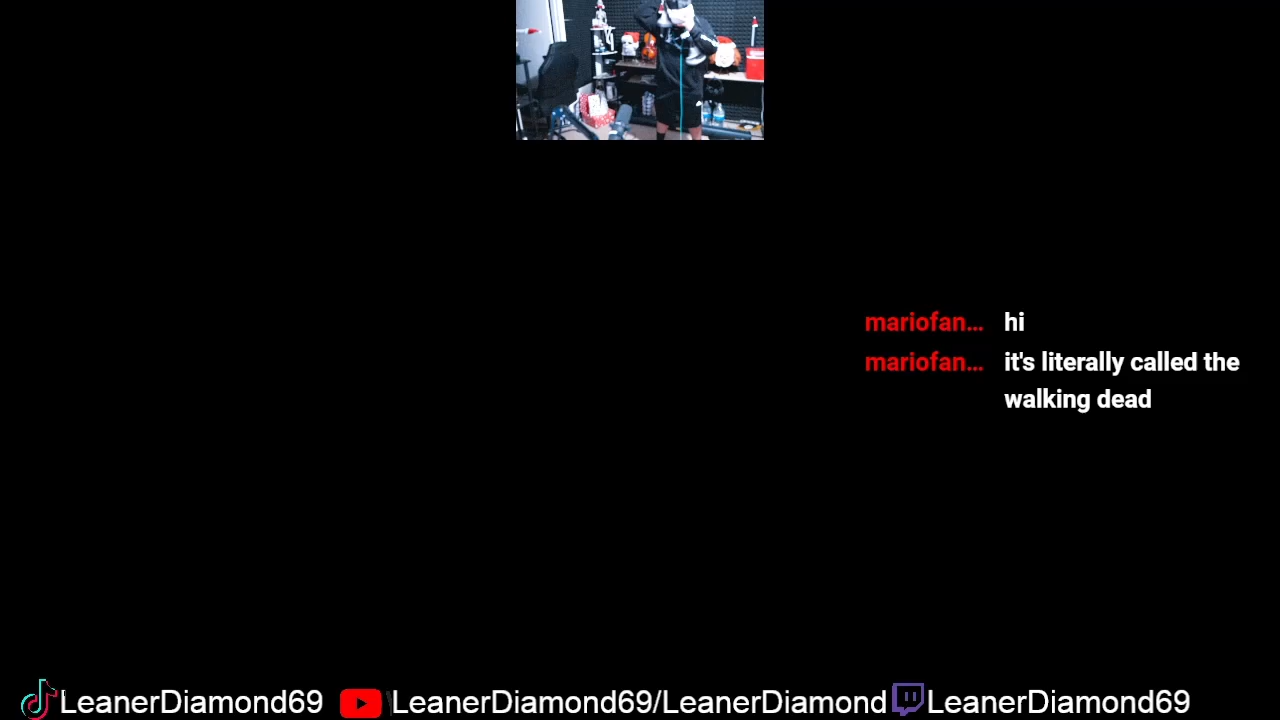 mariofan… hi
mariofan… it's literally called the
walking dead
LeanerDiamond69 \LeanerDiamond69/LeanerDiamond LeanerDiamond69